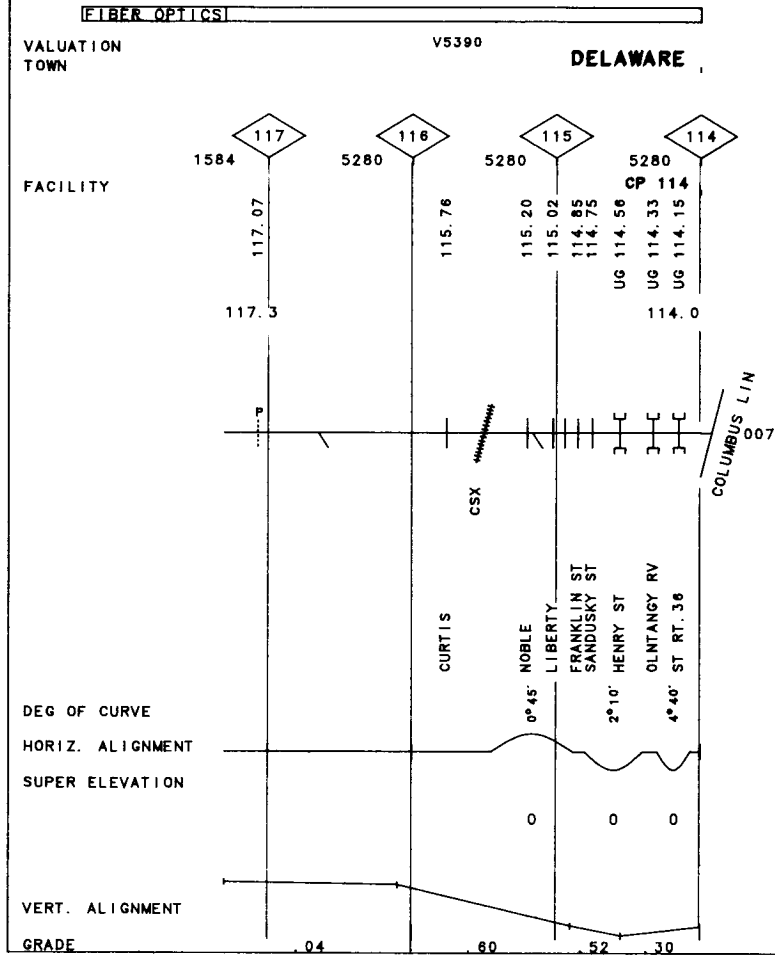 FIBER OPTICS
VALUATION V5390
TOWN DELAWARE
117 116 115 114
1584 5280 5280 5280
CP 114
FACILITY
117.07
115.76
115.20
115.02
114.85
114.75
UG 114.56
UG 114.33
UG 114.15
117.3 114.0
P
CSX
COLUMBUS LIN
007
CURTIS
NOBLE
LIBERTY
FRANKLIN ST
SANDUSKY ST
HENRY ST
OLNTANGY RV
ST RT. 36
DEG OF CURVE 0°45' 2°10' 4°40'
HORIZ. ALIGNMENT
SUPER ELEVATION
0 0 0
VERT. ALIGNMENT
GRADE .04 .60 .52 .30